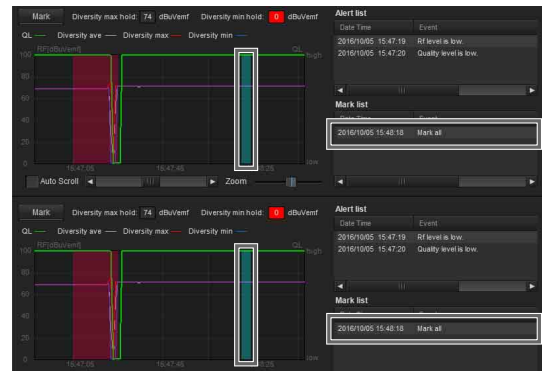 Mark Diversity max hold: 74 dBuVemf Diversity min hold: 0 dBuVemf
QL Diversity ave Diversity max Diversity min
RF[dBuVemf] QL
100 high
80
60
40
20
0 low
16:47:05 16:47:45 8:25
Auto Scroll Zoom
Alert list
Date Time Event
2016/10/05 15:47:19 Rf level is low.
2016/10/05 15:47:20 Quality level is low.
Mark list
Date Time Event
2016/10/05 15:48:18 Mark all
Mark Diversity max hold: 74 dBuVemf Diversity min hold: 0 dBuVemf
QL Diversity ave Diversity max Diversity min
RF[dBuVemf] QL
100 high
80
60
40
20
0 low
16:47:05 16:47:45 8:25
Alert list
Date Time Event
2016/10/05 15:47:19 Rf level is low.
2016/10/05 15:47:20 Quality level is low.
Mark list
2016/10/05 15:48:18 Mark all